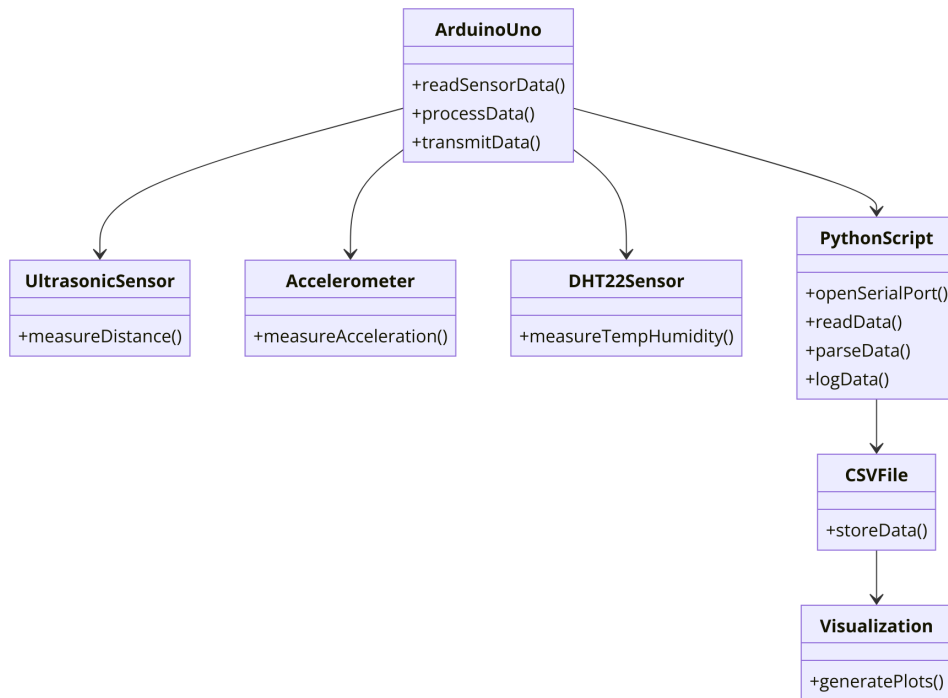 ArduinoUno
+readSensorData()
+processData()
+transmitData()
UltrasonicSensor
+measureDistance()
Accelerometer
+measureAcceleration()
DHT22Sensor
+measureTempHumidity()
PythonScript
+openSerialPort()
+readData()
+parseData()
+logData()
CSVFile
+storeData()
Visualization
+generatePlots()